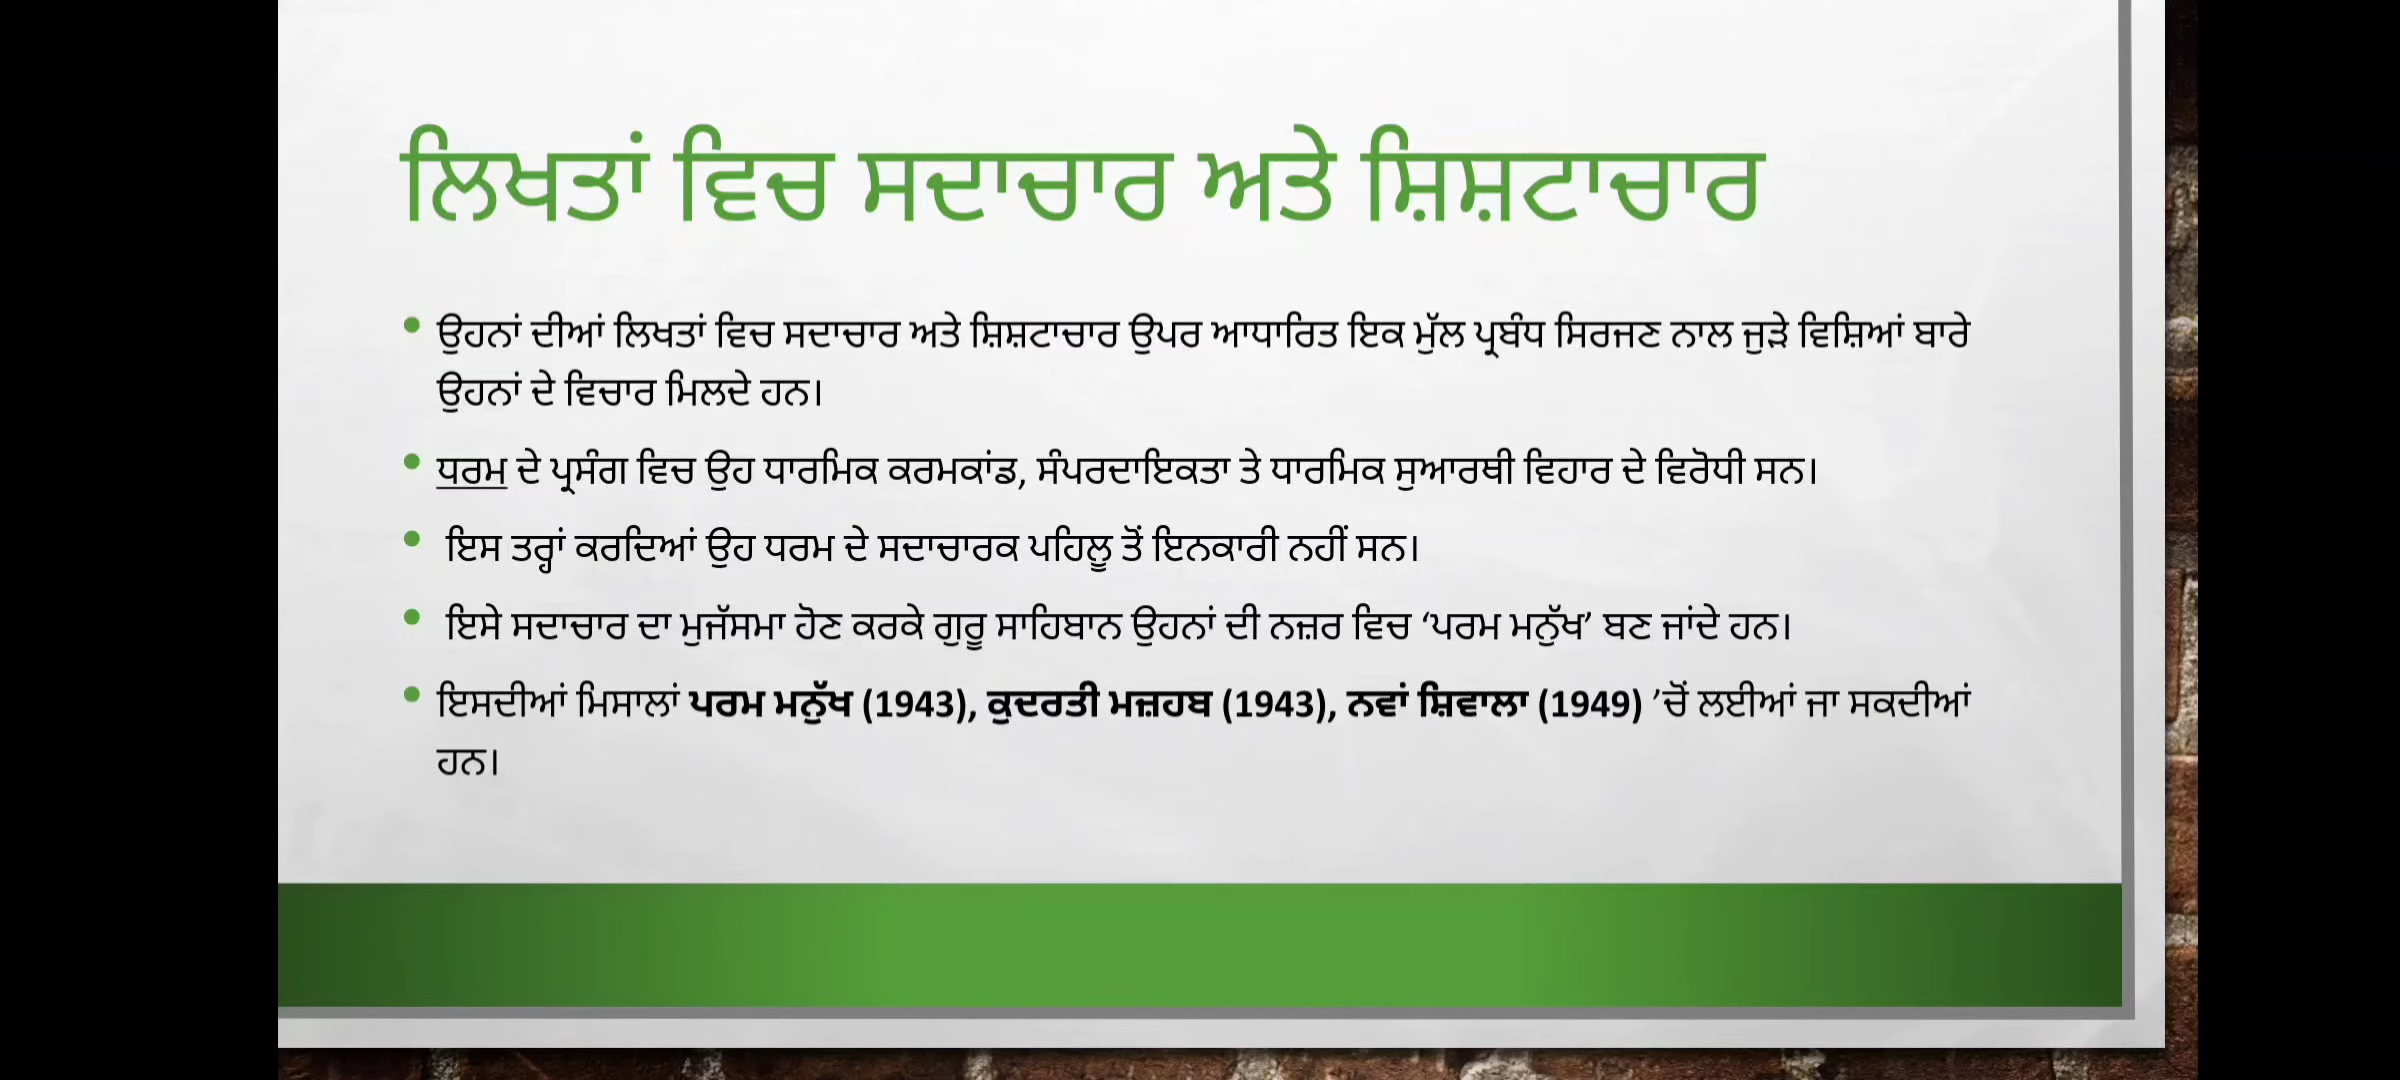 ਲਿਖਤਾਂ ਵਿਚ ਸਦਾਚਾਰ ਅਤੇ ਸ਼ਿਸ਼ਟਾਚਾਰ
• ਉਹਨਾਂ ਦੀਆਂ ਲਿਖਤਾਂ ਵਿਚ ਸਦਾਚਾਰ ਅਤੇ ਸ਼ਿਸ਼ਟਾਚਾਰ ਉਪਰ ਆਧਾਰਿਤ ਇਕ ਮੁੱਲ ਪ੍ਰਬੰਧ ਸਿਰਜਣ ਨਾਲ ਜੁੜੇ ਵਿਸ਼ਿਆਂ ਬਾਰੇ
ਉਹਨਾਂ ਦੇ ਵਿਚਾਰ ਮਿਲਦੇ ਹਨ।
• ਧਰਮ ਦੇ ਪ੍ਰਸੰਗ ਵਿਚ ਉਹ ਧਾਰਮਿਕ ਕਰਮਕਾਂਡ, ਸੰਪਰਦਾਇਕਤਾ ਤੇ ਧਾਰਮਿਕ ਸੁਆਰਥੀ ਵਿਹਾਰ ਦੇ ਵਿਰੋਧੀ ਸਨ।
• ਇਸ ਤਰ੍ਹਾਂ ਕਰਦਿਆਂ ਉਹ ਧਰਮ ਦੇ ਸਦਾਚਾਰਕ ਪਹਿਲੂ ਤੋਂ ਇਨਕਾਰੀ ਨਹੀਂ ਸਨ।
• ਇਸੇ ਸਦਾਚਾਰ ਦਾ ਮੁਜੱਸਮਾ ਹੋਣ ਕਰਕੇ ਗੁਰੂ ਸਾਹਿਬਾਨ ਉਹਨਾਂ ਦੀ ਨਜ਼ਰ ਵਿਚ ‘ਪਰਮ ਮਨੁੱਖ’ ਬਣ ਜਾਂਦੇ ਹਨ।
• ਇਸਦੀਆਂ ਮਿਸਾਲਾਂ ਪਰਮ ਮਨੁੱਖ (1943), ਕੁਦਰਤੀ ਮਜ਼ਹਬ (1943), ਨਵਾਂ ਸ਼ਿਵਾਲਾ (1949) ’ਚੋਂ ਲਈਆਂ ਜਾ ਸਕਦੀਆਂ
ਹਨ।